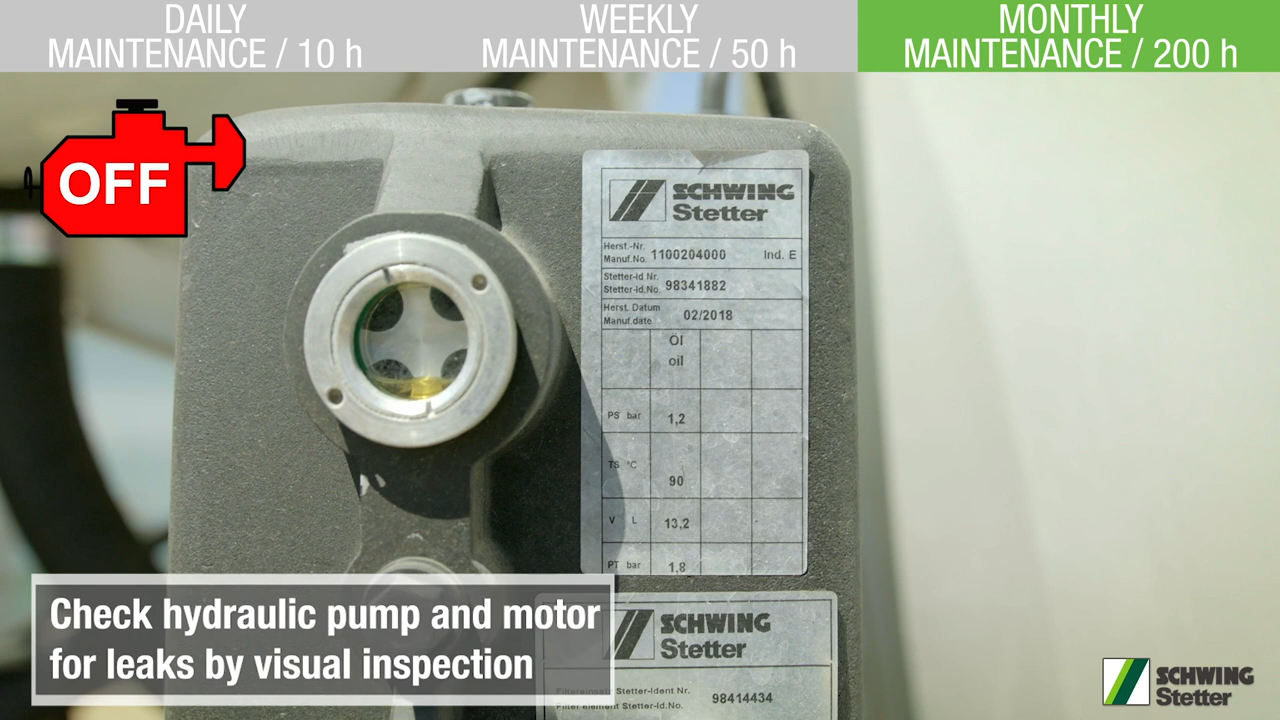 DAILY
MAINTENANCE / 10 h
WEEKLY
MAINTENANCE / 50 h
MONTHLY
MAINTENANCE / 200 h
OFF
SCHWING
Stetter
Herst.-Nr.
Manuf.No. 1100204000 Ind. E
Stetter-id Nr.
Stetter-id.No. 98341882
Herst. Datum
Manuf.date 02/2018
Öl
oil
PS bar 1,2
TS °C
90
V L 13,2
PT bar 1,8
Check hydraulic pump and motor
for leaks by visual inspection
SCHWING
Stetter
Filtereinsatz Stetter-Ident Nr.
Filter element Stetter-Id.No. 98414434
SCHWING
Stetter